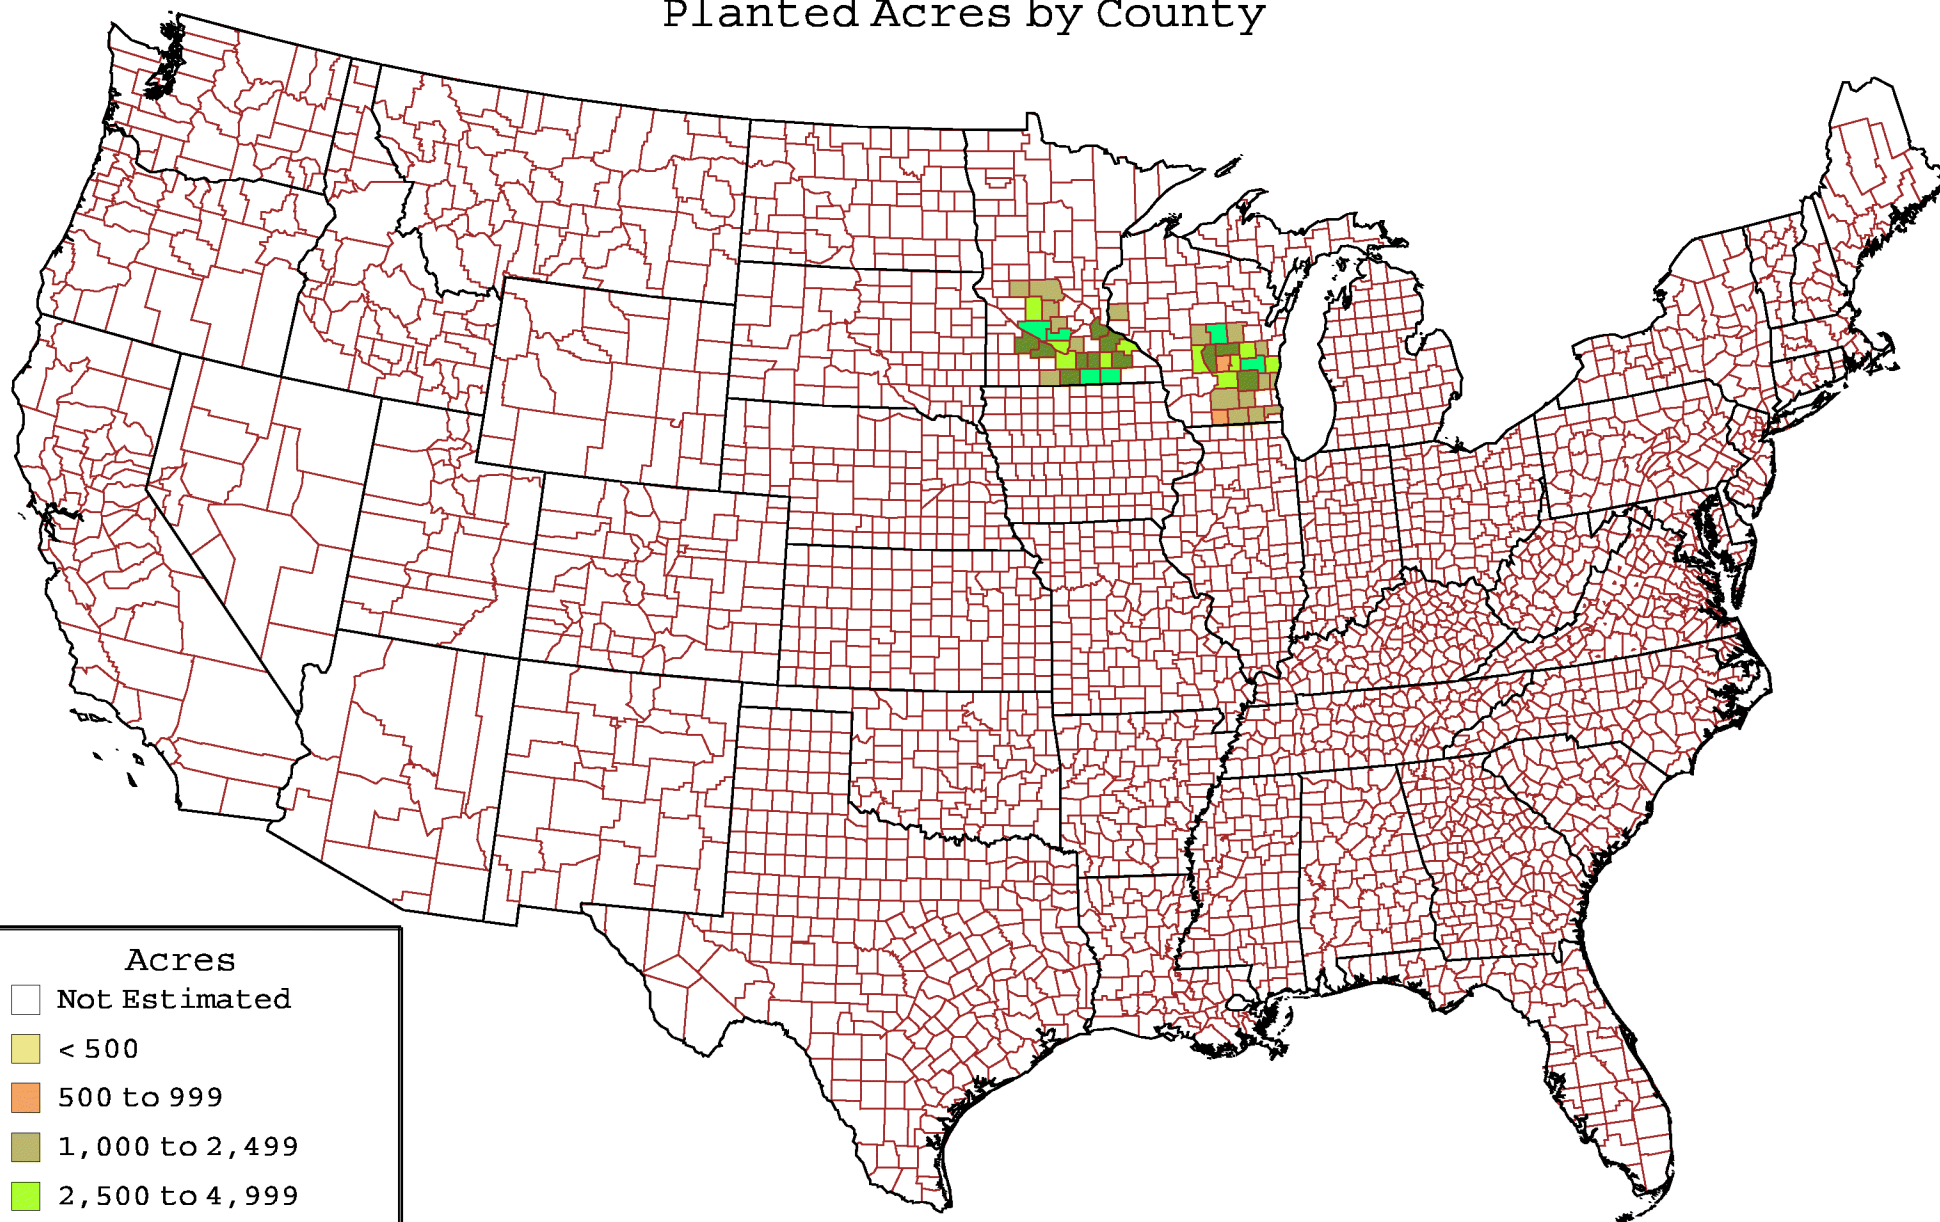 Planted Acres by County
Acres
Not Estimated
< 500
500 to 999
1,000 to 2,499
2,500 to 4,999